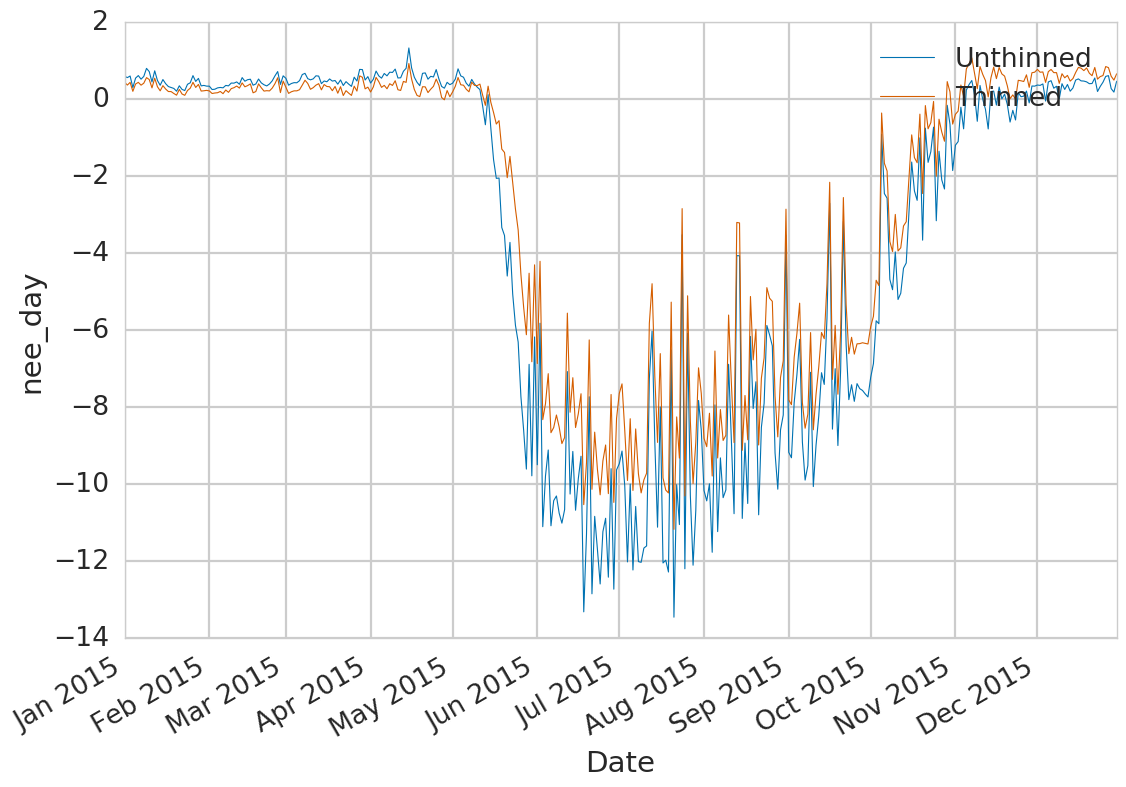 2
0
−2
−4
−6
−8
−10
−12
−14
nee_day
Unthinned
Thinned
Jan 2015
Feb 2015
Mar 2015
Apr 2015
May 2015
Jun 2015
Jul 2015
Aug 2015
Sep 2015
Oct 2015
Nov 2015
Dec 2015
Date